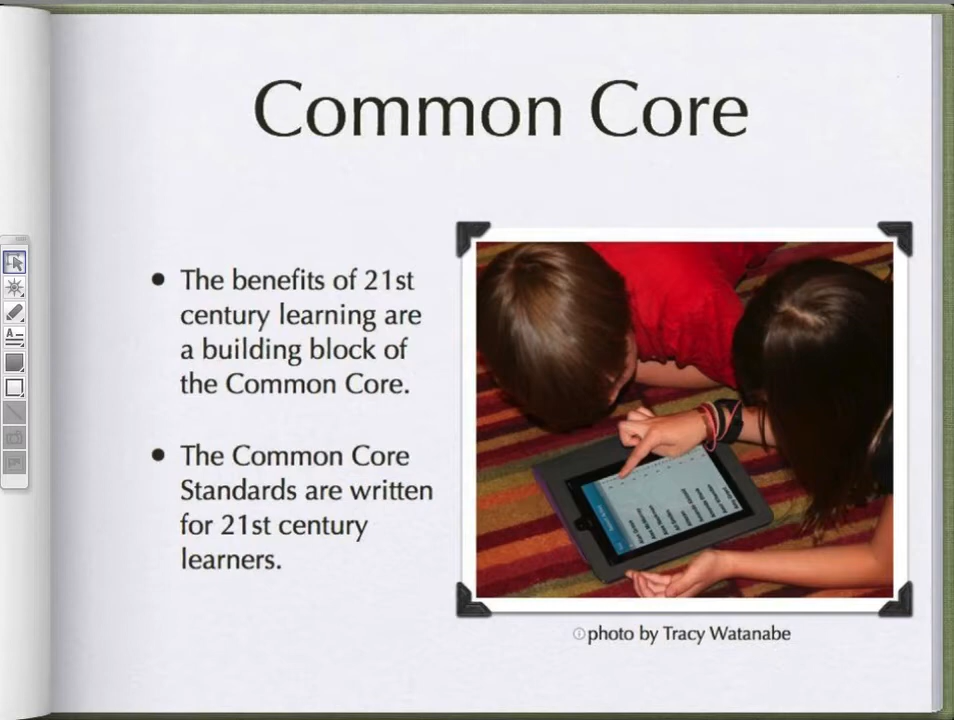 Common Core
• The benefits of 21st
century learning are
a building block of
the Common Core.
• The Common Core
Standards are written
for 21st century
learners.
photo by Tracy Watanabe